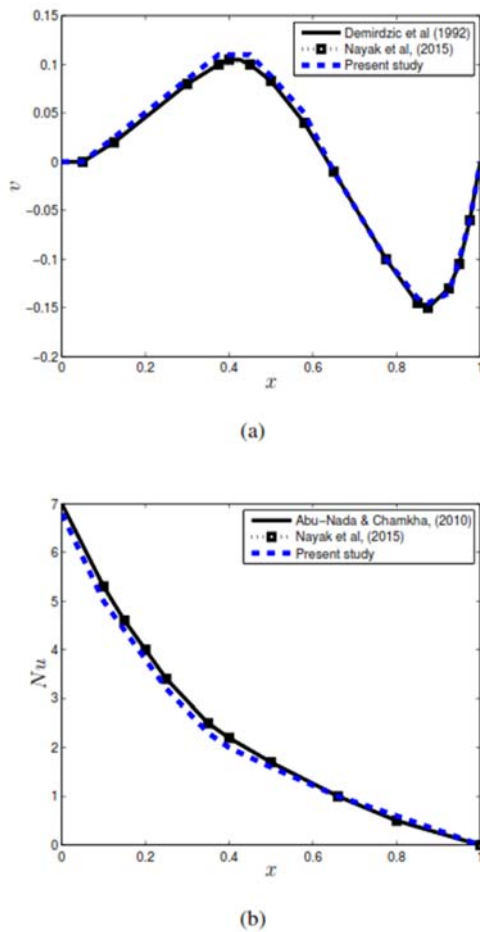 0.15
0.1
0.05
0
−0.05
−0.1
−0.15
−0.2
v
Demirdzic et al (1992)
Nayak et al, (2015)
Present study
0 0.2 0.4 0.6 0.8 1
x
(a)
7
6
5
4
3
2
1
0
Nu
Abu−Nada & Chamkha, (2010)
Nayak et al, (2015)
Present study
0 0.2 0.4 0.6 0.8 1
x
(b)